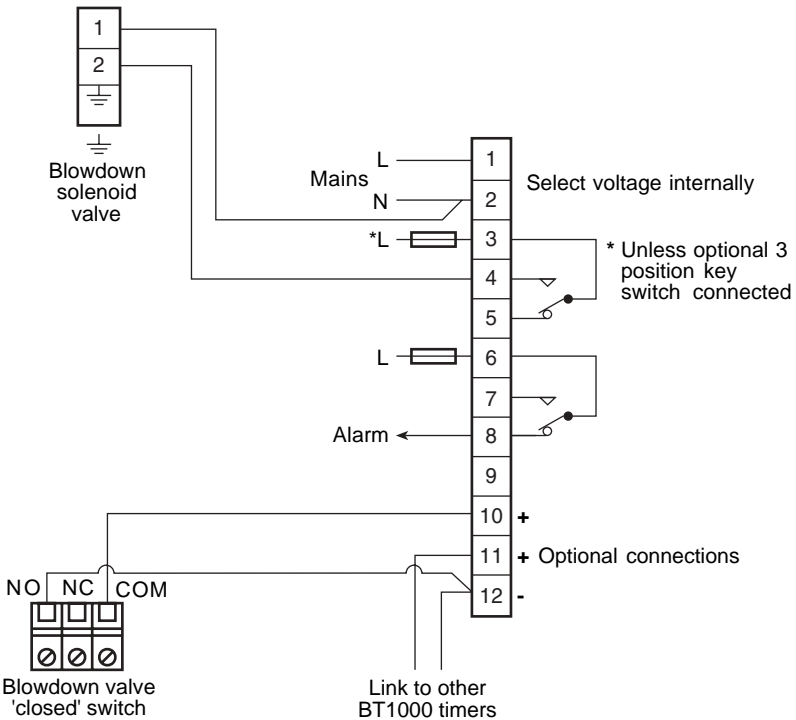 1
2
Blowdown
solenoid
valve
Mains
L
N
*L
L
Alarm
1
2
3
4
5
6
7
8
9
10
11
12
Select voltage internally
* Unless optional 3
position key
switch connected
+
+ Optional connections
-
NO NC COM
Blowdown valve
'closed' switch
Link to other
BT1000 timers